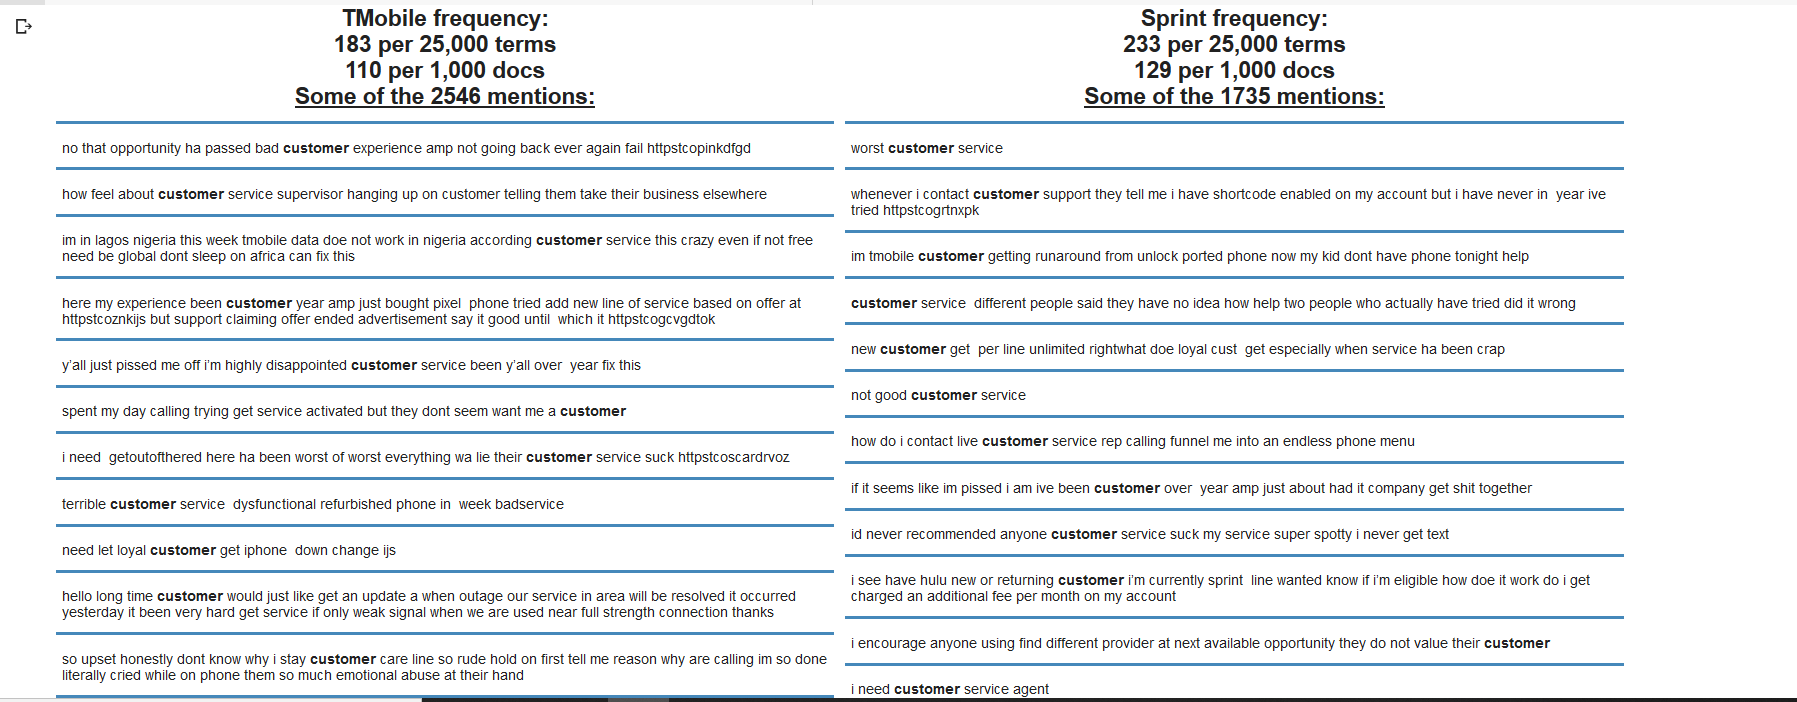 TMobile frequency:
183 per 25,000 terms
110 per 1,000 docs
Some of the 2546 mentions:
no that opportunity ha passed bad customer experience amp not going back ever again fail httpstcopinkdfgd
how feel about customer service supervisor hanging up on customer telling them take their business elsewhere
im in lagos nigeria this week tmobile data doe not work in nigeria according customer service this crazy even if not free
need be global dont sleep on africa can fix this
here my experience been customer year amp just bought pixel phone tried add new line of service based on offer at
httpstcoznkijs but support claiming offer ended advertisement say it good until which it httpstcogcvgdtok
y'all just pissed me off i'm highly disappointed customer service been y'all over year fix this
spent my day calling trying get service activated but they dont seem want me a customer
i need getoutofthered here ha been worst of worst everything wa lie their customer service suck httpstcoscardrvoz
terrible customer service dysfunctional refurbished phone in week badservice
need let loyal customer get iphone down change ijs
hello long time customer would just like get an update a when outage our service in area will be resolved it occurred
yesterday it been very hard get service if only weak signal when we are used near full strength connection thanks
so upset honestly dont know why i stay customer care line so rude hold on first tell me reason why are calling im so done
literally cried while on phone them so much emotional abuse at their hand
Sprint frequency:
233 per 25,000 terms
129 per 1,000 docs
Some of the 1735 mentions:
worst customer service
whenever i contact customer support they tell me i have shortcode enabled on my account but i have never in year ive
tried httpstcogrtnxpk
im tmobile customer getting runaround from unlock ported phone now my kid dont have phone tonight help
customer service different people said they have no idea how help two people who actually have tried did it wrong
new customer get per line unlimited rightwhat doe loyal cust get especially when service ha been crap
not good customer service
how do i contact live customer service rep calling funnel me into an endless phone menu
if it seems like im pissed i am ive been customer over year amp just about had it company get shit together
id never recommended anyone customer service suck my service super spotty i never get text
i see have hulu new or returning customer i'm currently sprint line wanted know if i'm eligible how doe it work do i get
charged an additional fee per month on my account
i encourage anyone using find different provider at next available opportunity they do not value their customer
i need customer service agent